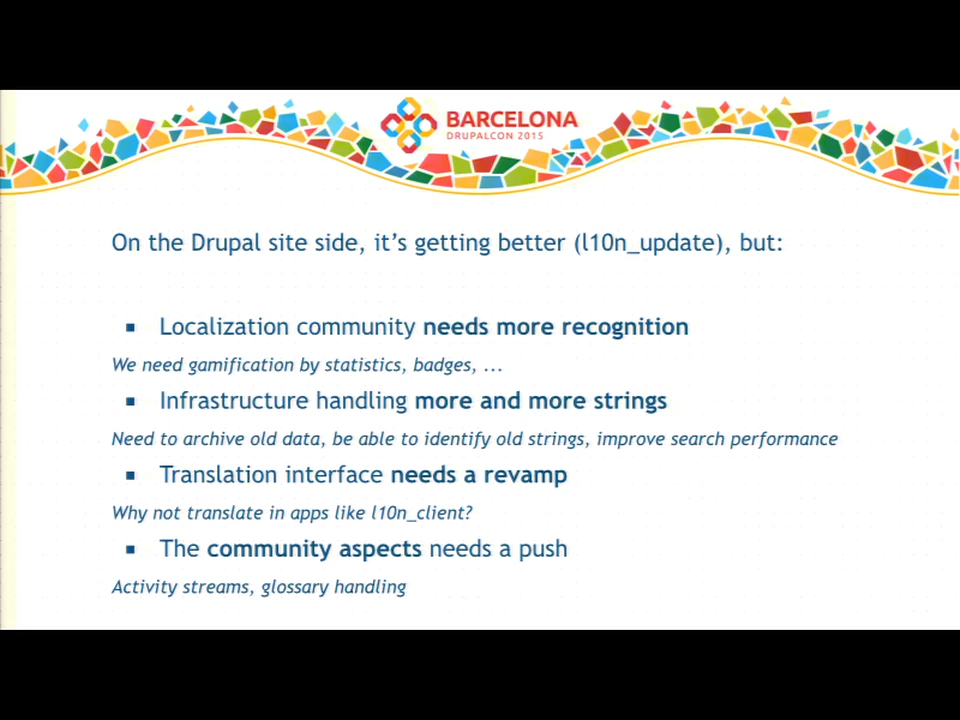 BARCELONA
DRUPALCON 2015
On the Drupal site side, it's getting better (l10n_update), but:
▪ Localization community needs more recognition
We need gamification by statistics, badges, ...
▪ Infrastructure handling more and more strings
Need to archive old data, be able to identify old strings, improve search performance
▪ Translation interface needs a revamp
Why not translate in apps like l10n_client?
▪ The community aspects needs a push
Activity streams, glossary handling